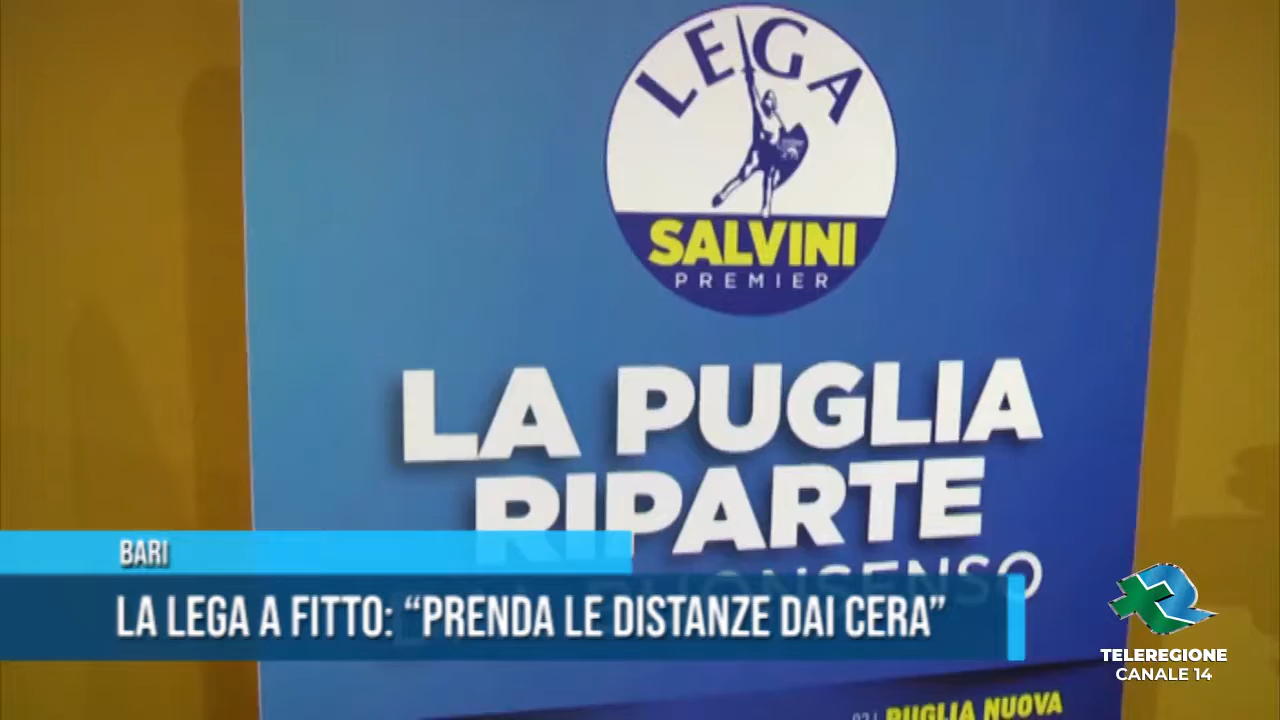 LEGA
SALVINI
PREMIER
LA PUGLIA
RIPARTE
BUONSENSO
BARI
LA LEGA A FITTO: “PRENDA LE DISTANZE DAI CERA”
TELEREGIONE
CANALE 14
PUGLIA NUOVA